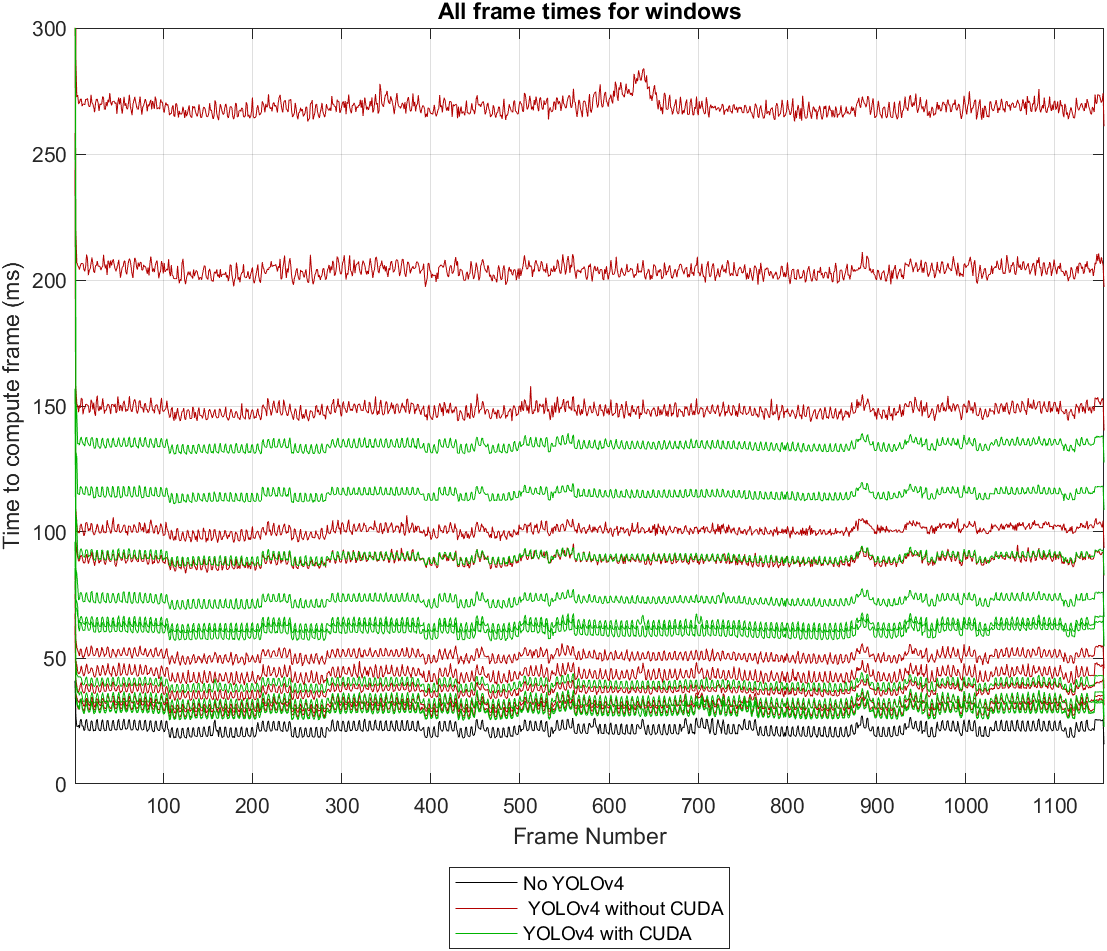 All frame times for windows
Time to compute frame (ms)
300
250
200
150
100
50
0
100 200 300 400 500 600 700 800 900 1000 1100
Frame Number
No YOLOv4
YOLOv4 without CUDA
YOLOv4 with CUDA